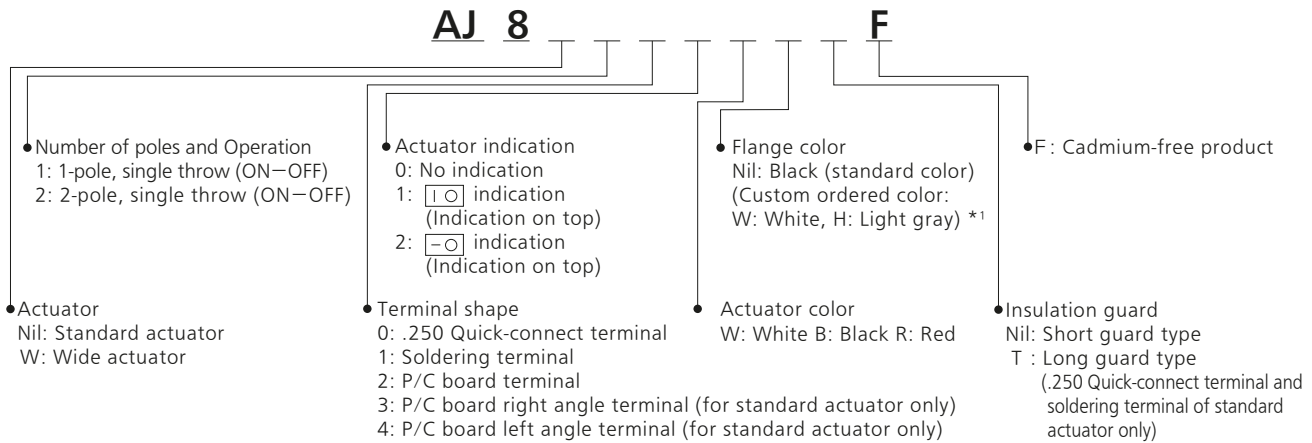 AJ 8 F
Number of poles and Operation
1: 1-pole, single throw (ON−OFF)
2: 2-pole, single throw (ON−OFF)
Actuator indication
0: No indication
1: | ○ indication
(Indication on top)
2: − ○ indication
(Indication on top)
Flange color
Nil: Black (standard color)
(Custom ordered color:
W: White, H: Light gray) *1
F : Cadmium-free product
Actuator
Nil: Standard actuator
W: Wide actuator
Terminal shape
0: .250 Quick-connect terminal
1: Soldering terminal
2: P/C board terminal
3: P/C board right angle terminal (for standard actuator only)
4: P/C board left angle terminal (for standard actuator only)
Actuator color
W: White B: Black R: Red
Insulation guard
Nil: Short guard type
T : Long guard type
(.250 Quick-connect terminal and
soldering terminal of standard
actuator only)